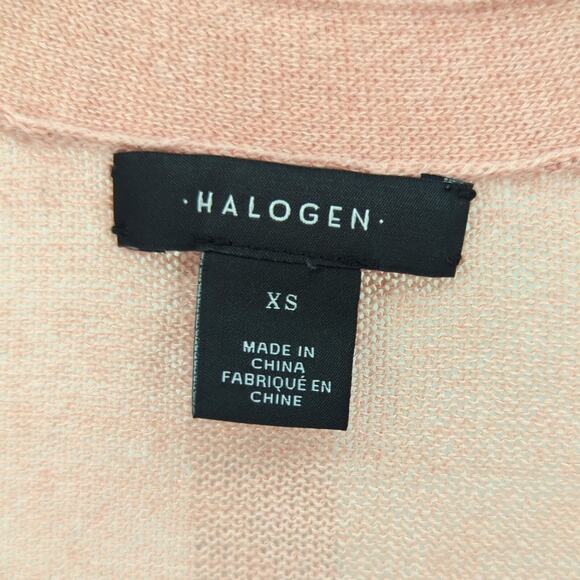 ·HALOGEN·
XS
MADE IN
CHINA
FABRIQUÉ EN
CHINE